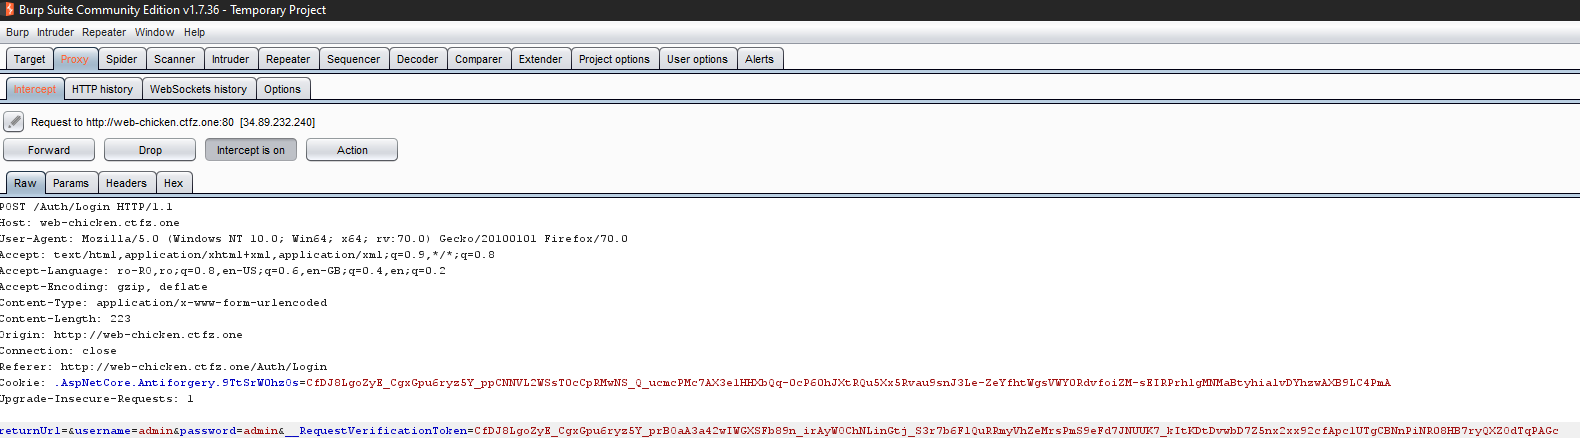 Burp Suite Community Edition v1.7.36 - Temporary Project
Burp Intruder Repeater Window Help
Target Proxy Spider Scanner Intruder Repeater Sequencer Decoder Comparer Extender Project options User options Alerts
Intercept HTTP history WebSockets history Options
Request to http://web-chicken.ctfz.one:80 [34.89.232.240]
Forward Drop Intercept is on Action
Raw Params Headers Hex
POST /Auth/Login HTTP/1.1
Host: web-chicken.ctfz.one
User-Agent: Mozilla/5.0 (Windows NT 10.0; Win64; x64; rv:70.0) Gecko/20100101 Firefox/70.0
Accept: text/html,application/xhtml+xml,application/xml;q=0.9,*/*;q=0.8
Accept-Language: ro-RO,ro;q=0.8,en-US;q=0.6,en-GB;q=0.4,en;q=0.2
Accept-Encoding: gzip, deflate
Content-Type: application/x-www-form-urlencoded
Content-Length: 223
Origin: http://web-chicken.ctfz.one
Connection: close
Referer: http://web-chicken.ctfz.one/Auth/Login
Cookie: .AspNetCore.Antiforgery.9TtSrW0hzOs=CfDJ8LgoZyE_CgxGpu6ryz5Y_ppCNNVL2WSsT0cCpRMwNS_Q_ucmcPMc7AX3elHHXbQq-0cP60hJXtRQu5Xx5Rvau9snJ3Le-ZeYfhtWgsVWY0RdvfoiZM-sEIRPrhlgMNMaBtyhialvDYhzwAXB9LC4PmA
Upgrade-Insecure-Requests: 1
returnUrl=&username=admin&password=admin&__RequestVerificationToken=CfDJ8LgoZyE_CgxGpu6ryz5Y_prB0aA3a42wIWGXSFb89n_irAyW0ChNLinGtj_S3r7b6FlQuRRmyVhZeMrsPmS9eFd7JNUUK7_kItKDtDvwbD7Z5nx2xx92cfApclUTgCBNnPiNR08HB7ryQXZ0dTqPAGc